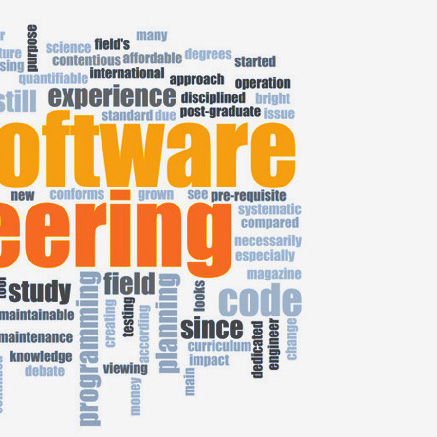 many
purpose
science field's
contentious affordable degrees started
quantifiable international approach operation
still experience disciplined bright
standard due post-graduate issue
oftware
new conforms grown see pre-requisite
eering
systematic
compared
necessarily
especially
magazine
study field planning looks code
maintainable programming creating testing according since
maintenance curriculum dedicated engineer change
knowledge impact
debate viewing
money main